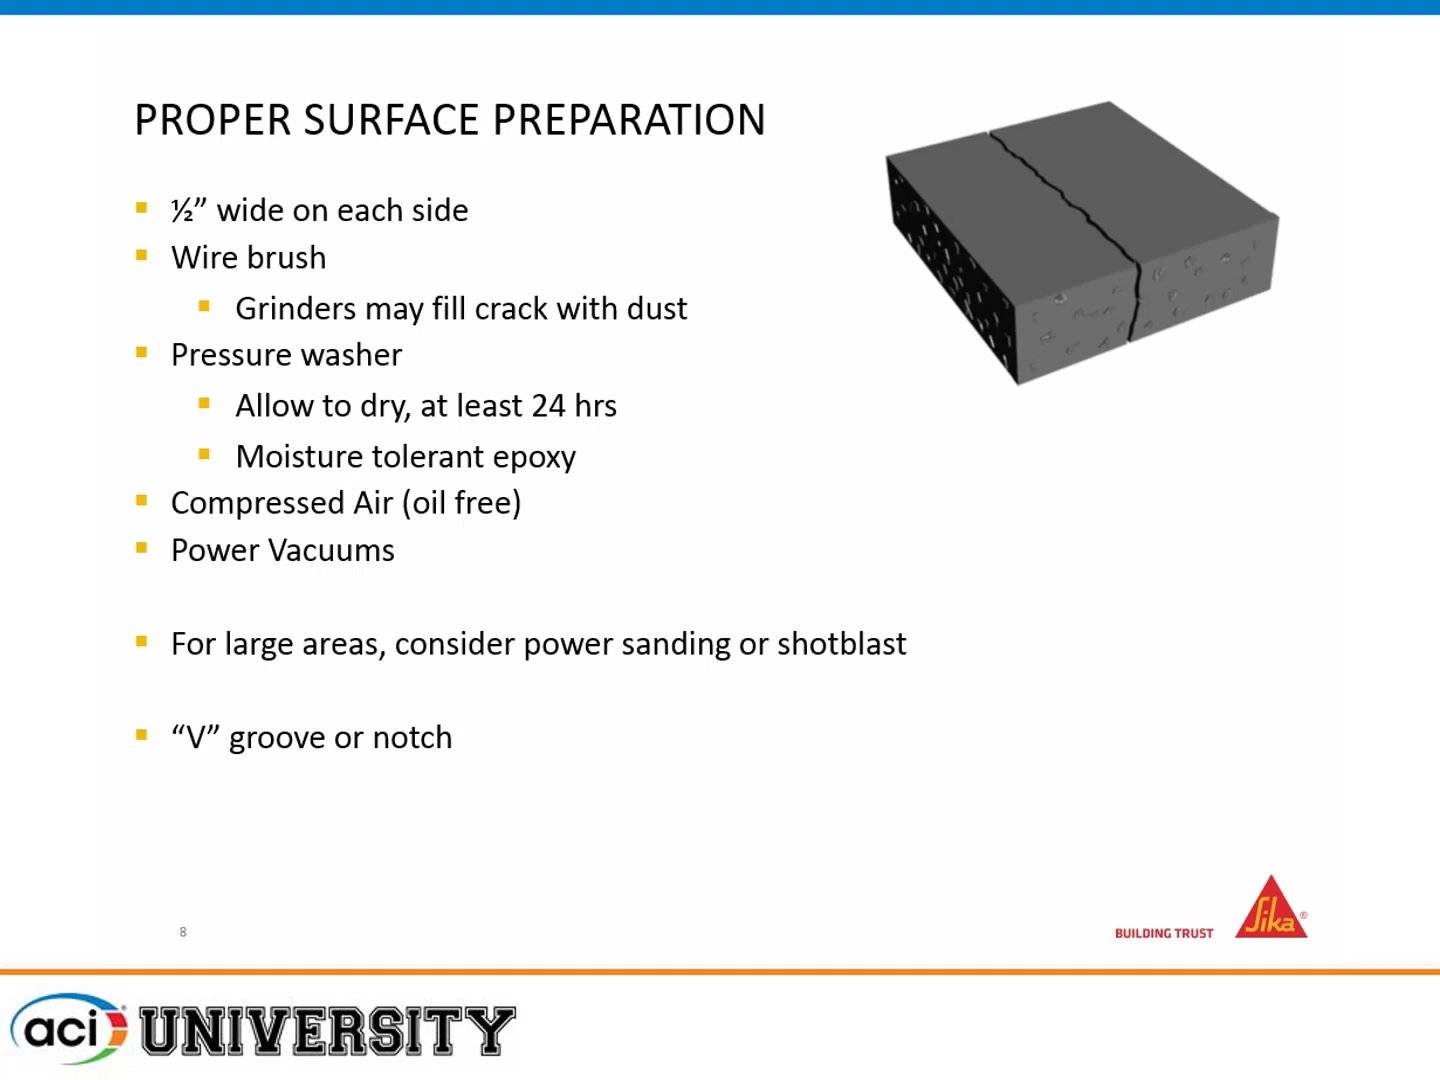 PROPER SURFACE PREPARATION
½” wide on each side
Wire brush
Grinders may fill crack with dust
Pressure washer
Allow to dry, at least 24 hrs
Moisture tolerant epoxy
Compressed Air (oil free)
Power Vacuums
For large areas, consider power sanding or shotblast
“V” groove or notch
8
BUILDING TRUST
Sika®
aci UNIVERSITY